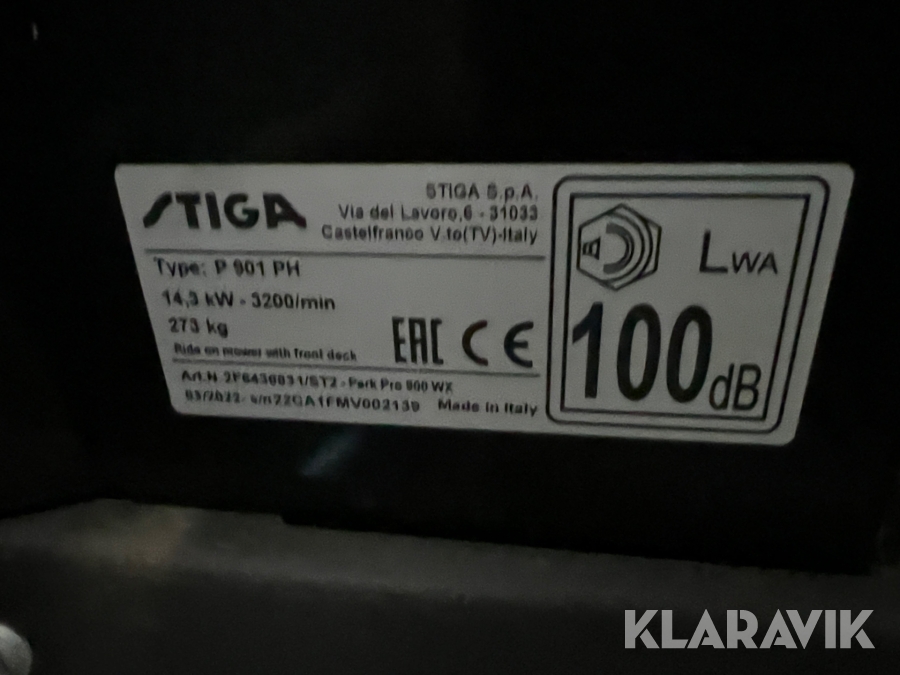 STIGA
STIGA S.p.A.
Via del Lavoro,6 - 31033
Castelfranco V.to(TV)-Italy
Type: P 901 PH
14,3 kW - 3200/min
273 kg
Ride on mower with front deck
EAC CE
Art.N 2F6436831/ST2 - Park Pro 900 WX
03/2022- s/n22GA1FMV002139 Made in Italy
LWA
100dB
KLARAVIK